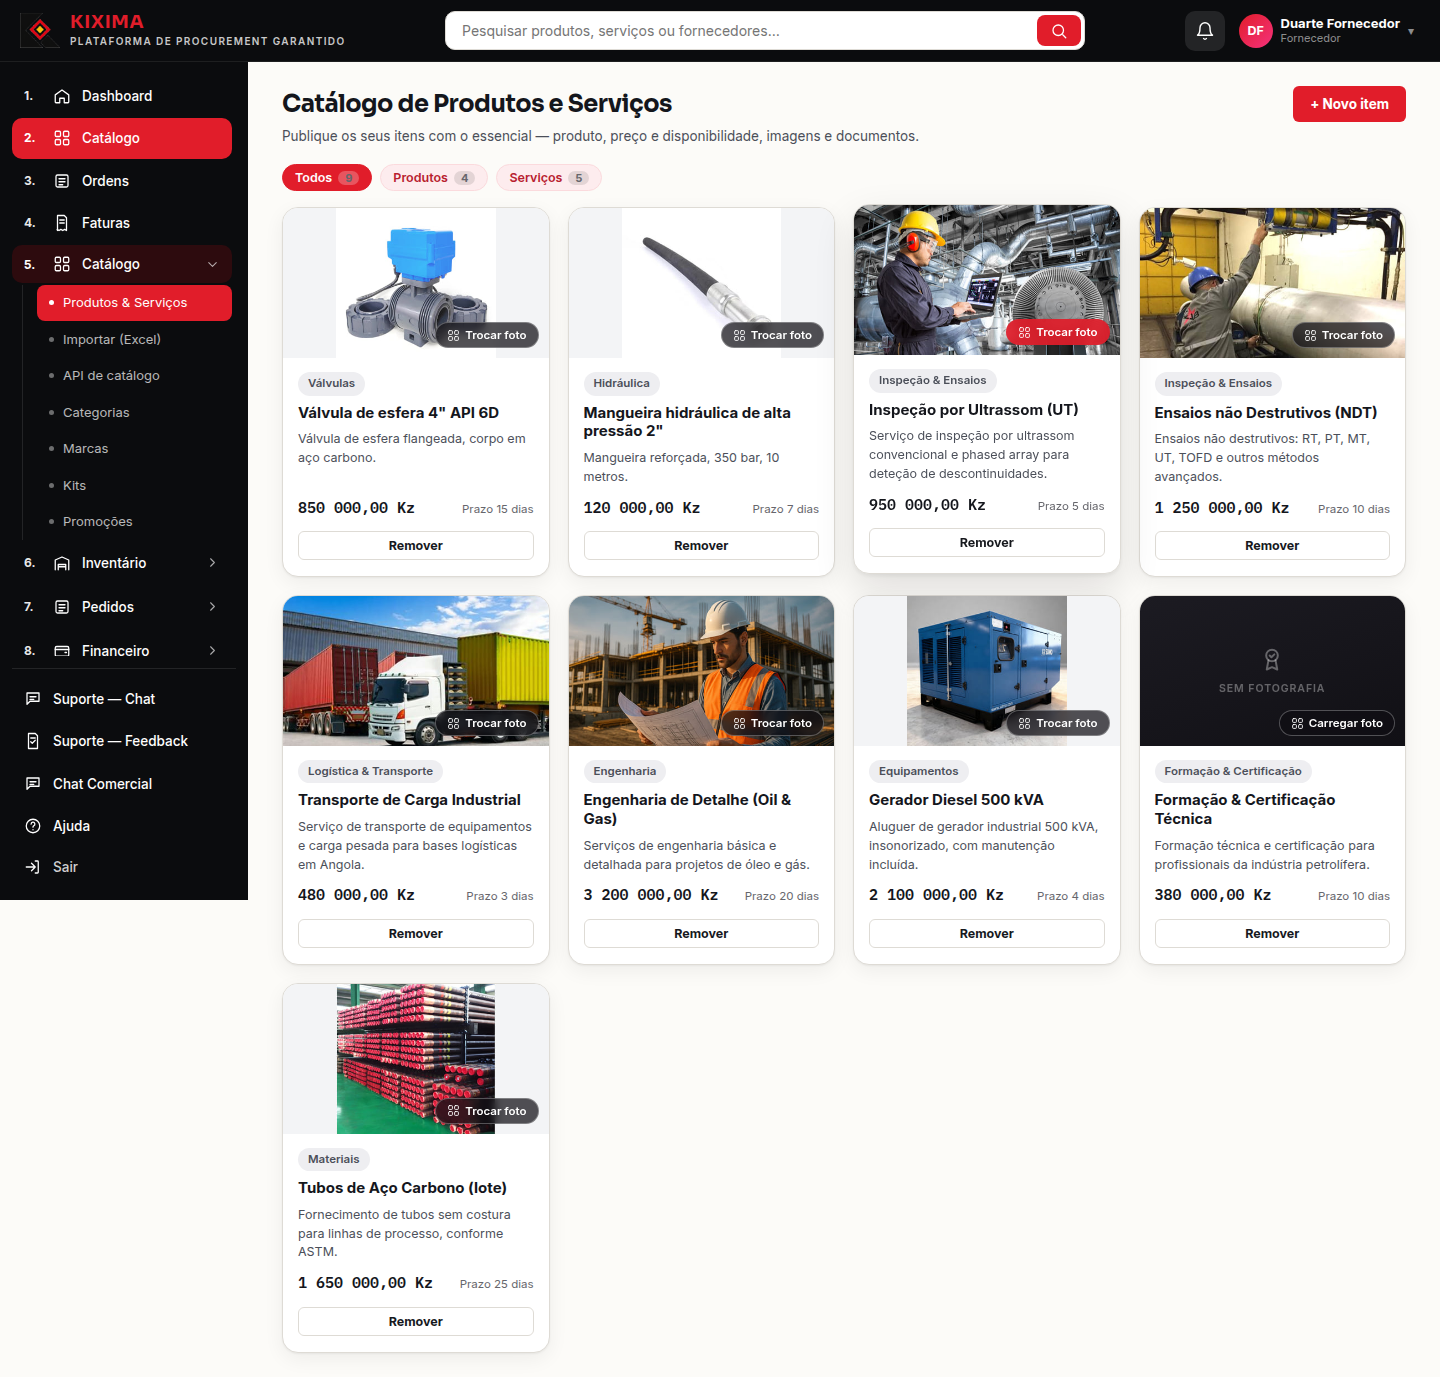 KIXIMA
PLATAFORMA DE PROCUREMENT GARANTIDO
Pesquisar produtos, serviços ou fornecedores...
DF
Duarte Fornecedor
Fornecedor
1. Dashboard
2. Catálogo
3. Ordens
4. Faturas
5. Catálogo
Produtos & Serviços
Importar (Excel)
API de catálogo
Categorias
Marcas
Kits
Promoções
6. Inventário
7. Pedidos
8. Financeiro
Suporte — Chat
Suporte — Feedback
Chat Comercial
Ajuda
Sair
Catálogo de Produtos e Serviços
+ Novo item
Publique os seus itens com o essencial — produto, preço e disponibilidade, imagens e documentos.
Todos 9
Produtos 4
Serviços 5
Trocar foto
Válvulas
Válvula de esfera 4" API 6D
Válvula de esfera flangeada, corpo em
aço carbono.
850 000,00 Kz
Prazo 15 dias
Remover
Trocar foto
Hidráulica
Mangueira hidráulica de alta
pressão 2"
Mangueira reforçada, 350 bar, 10
metros.
120 000,00 Kz
Prazo 7 dias
Remover
Trocar foto
Inspeção & Ensaios
Inspeção por Ultrassom (UT)
Serviço de inspeção por ultrassom
convencional e phased array para
deteção de descontinuidades.
950 000,00 Kz
Prazo 5 dias
Remover
Trocar foto
Inspeção & Ensaios
Ensaios não Destrutivos (NDT)
Ensaios não destrutivos: RT, PT, MT,
UT, TOFD e outros métodos
avançados.
1 250 000,00 Kz
Prazo 10 dias
Remover
Trocar foto
Logística & Transporte
Transporte de Carga Industrial
Serviço de transporte de equipamentos
e carga pesada para bases logísticas
em Angola.
480 000,00 Kz
Prazo 3 dias
Remover
Trocar foto
Engenharia
Engenharia de Detalhe (Oil &
Gas)
Serviços de engenharia básica e
detalhada para projetos de óleo e gás.
3 200 000,00 Kz
Prazo 20 dias
Remover
Trocar foto
Equipamentos
Gerador Diesel 500 kVA
Aluguer de gerador industrial 500 kVA,
insonorizado, com manutenção
incluída.
2 100 000,00 Kz
Prazo 4 dias
Remover
SEM FOTOGRAFIA
Carregar foto
Formação & Certificação
Formação & Certificação
Técnica
Formação técnica e certificação para
profissionais da indústria petrolífera.
380 000,00 Kz
Prazo 10 dias
Remover
Trocar foto
Materiais
Tubos de Aço Carbono (lote)
Fornecimento de tubos sem costura
para linhas de processo, conforme
ASTM.
1 650 000,00 Kz
Prazo 25 dias
Remover